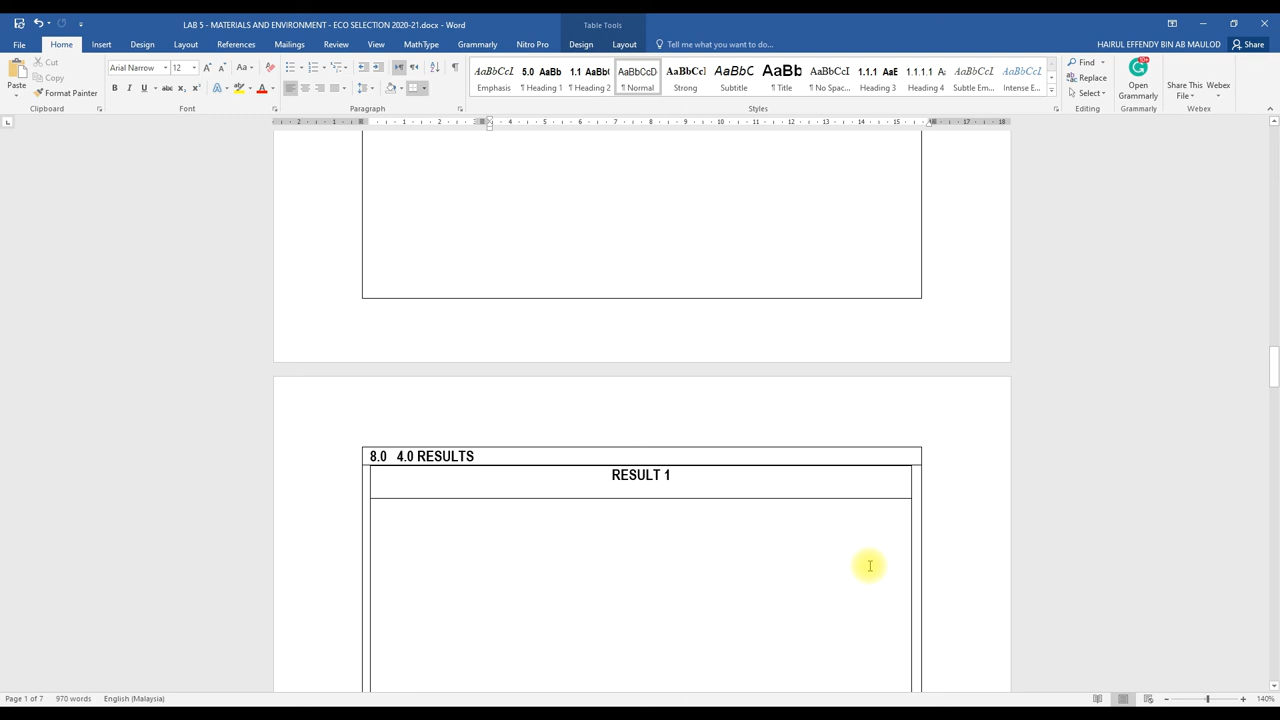 LAB 5 - MATERIALS AND ENVIRONMENT - ECO SELECTION 2020-21.docx - Word
Table Tools
File Home Insert Design Layout References Mailings Review View MathType Grammarly Nitro Pro Design Layout Tell me what you want to do... HAIRUL EFFENDY BIN AB MAULOD Share
Paste
Cut
Copy
Format Painter
Clipboard
Arial Narrow 12
Font
Paragraph
AaBbCcL 5.0 AaBb 1.1 AaBbC AaBbCcD AaBbCc AaBbC AaBbCcL AaBb AaBbCcI 1.1.1 AaE 1.1.1.1 A AaBbCcL AaBbCcL
Emphasis ¶ Heading 1 ¶ Heading 2 ¶ Normal Strong Subtitle ¶ Title ¶ No Spac... Heading 3 Heading 4 Subtle Em... Intense E...
Styles
Find
Replace
Select
Editing
Open Grammarly
Grammarly
Share This File
Webex
Webex
8.0 4.0 RESULTS
RESULT 1
Page 1 of 7 970 words English (Malaysia) 140%